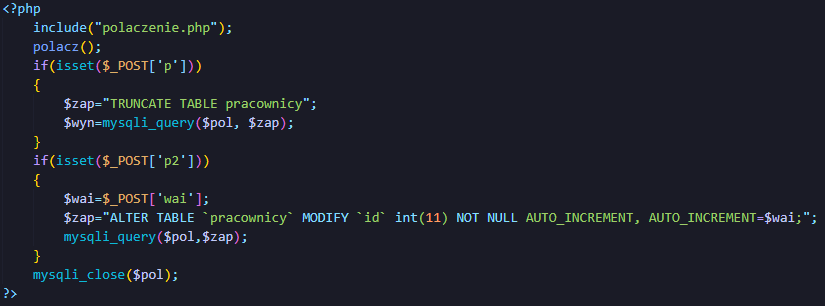 <?php
    include("polaczenie.php");
    polacz();
    if(isset($_POST['p']))
    {
        $zap="TRUNCATE TABLE pracownicy";
        $wyn=mysqli_query($pol, $zap);
    }
    if(isset($_POST['p2']))
    {
        $wai=$_POST['wai'];
        $zap="ALTER TABLE `pracownicy` MODIFY `id` int(11) NOT NULL AUTO_INCREMENT, AUTO_INCREMENT=$wai;";
        mysqli_query($pol,$zap);
    }
    mysqli_close($pol);
?>